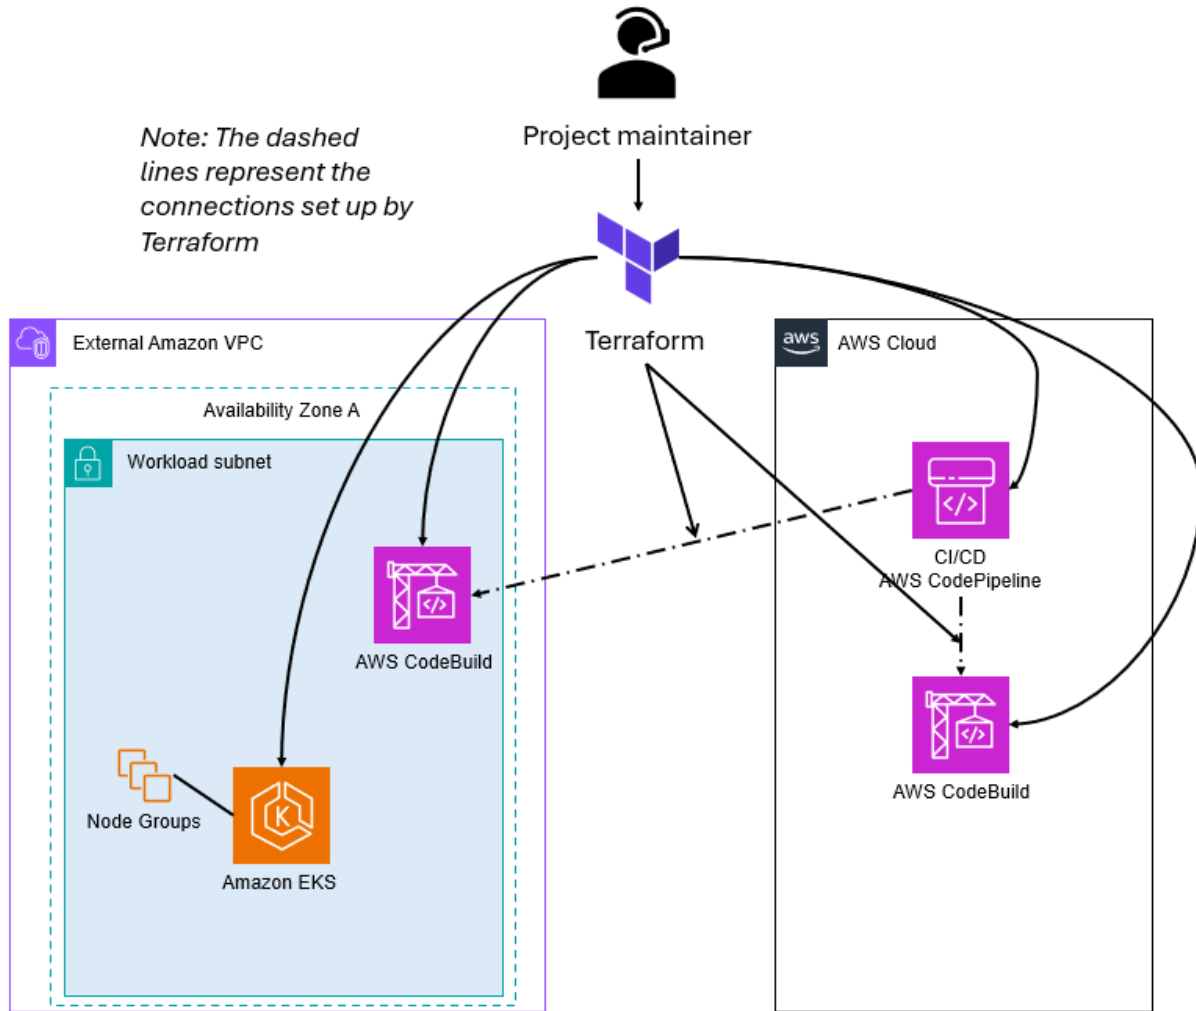 Project maintainer
Note: The dashed
lines represent the
connections set up by
Terraform
Terraform
External Amazon VPC
aws
AWS Cloud
Availability Zone A
Workload subnet
</>
CI/CD
AWS CodePipeline
</>
AWS CodeBuild
</>
AWS CodeBuild
Node Groups
K
Amazon EKS